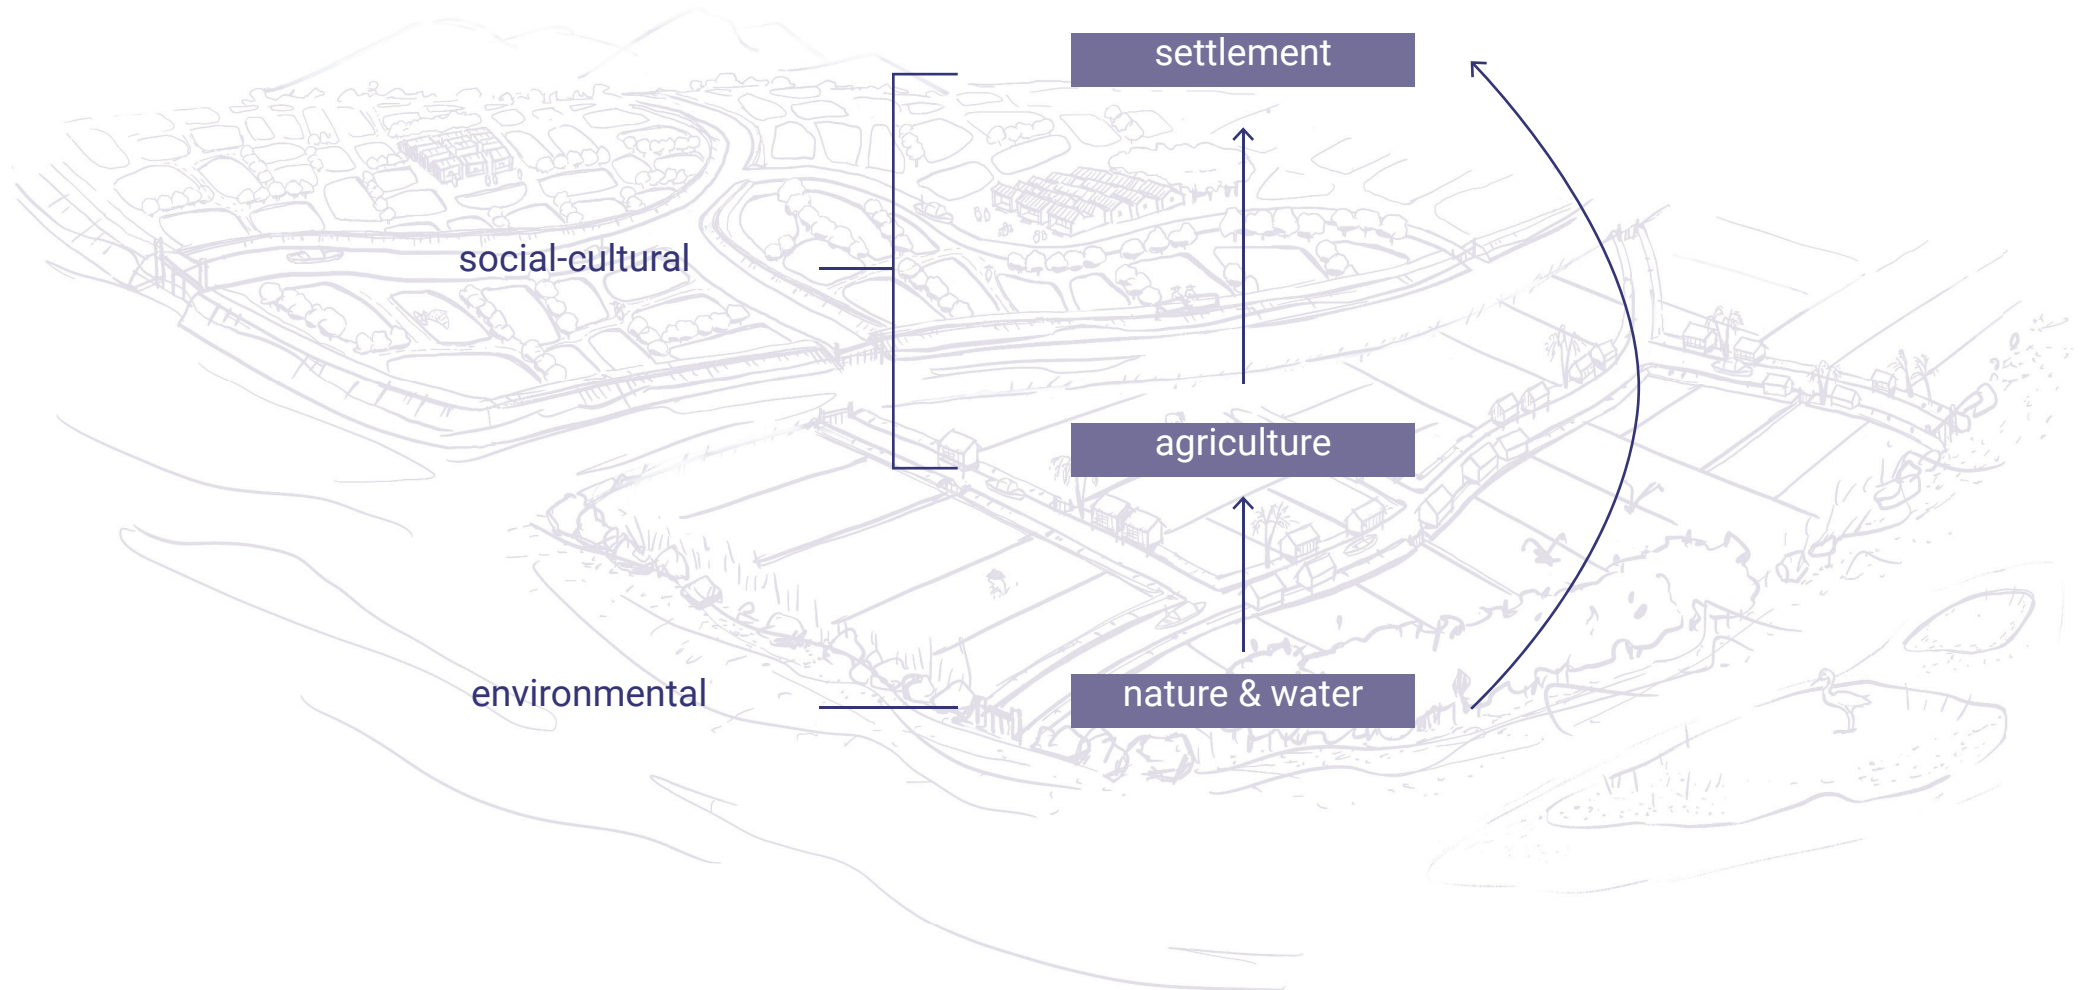 settlement
social-cultural
agriculture
environmental
nature & water